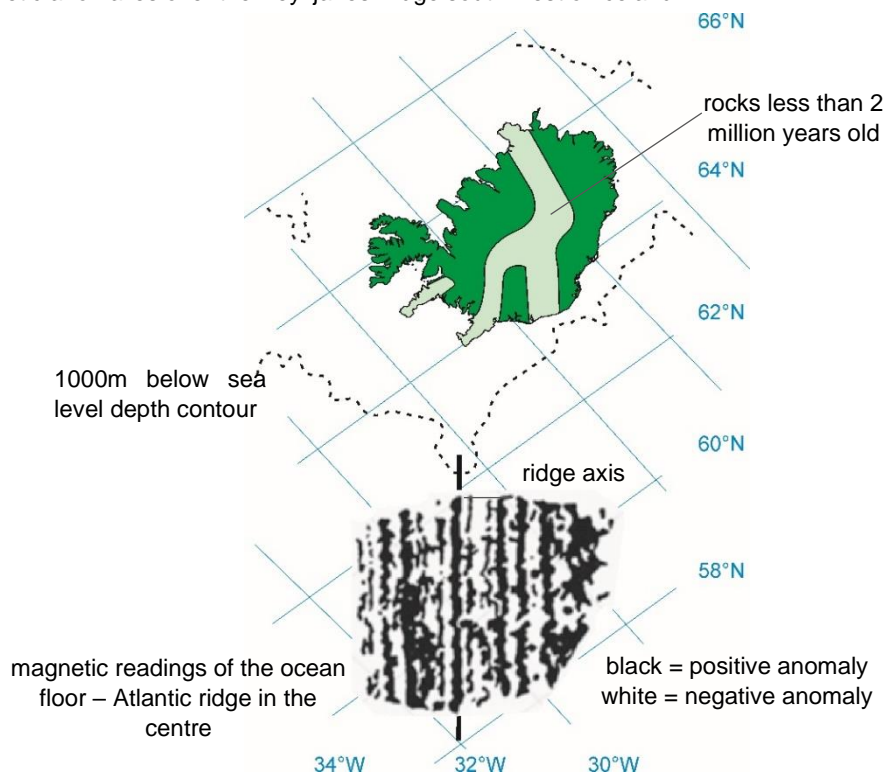 66°N
rocks less than 2
million years old
64°N
62°N
1000m below sea
level depth contour
60°N
ridge axis
58°N
magnetic readings of the ocean
floor – Atlantic ridge in the
centre
black = positive anomaly
white = negative anomaly
34°W 32°W 30°W